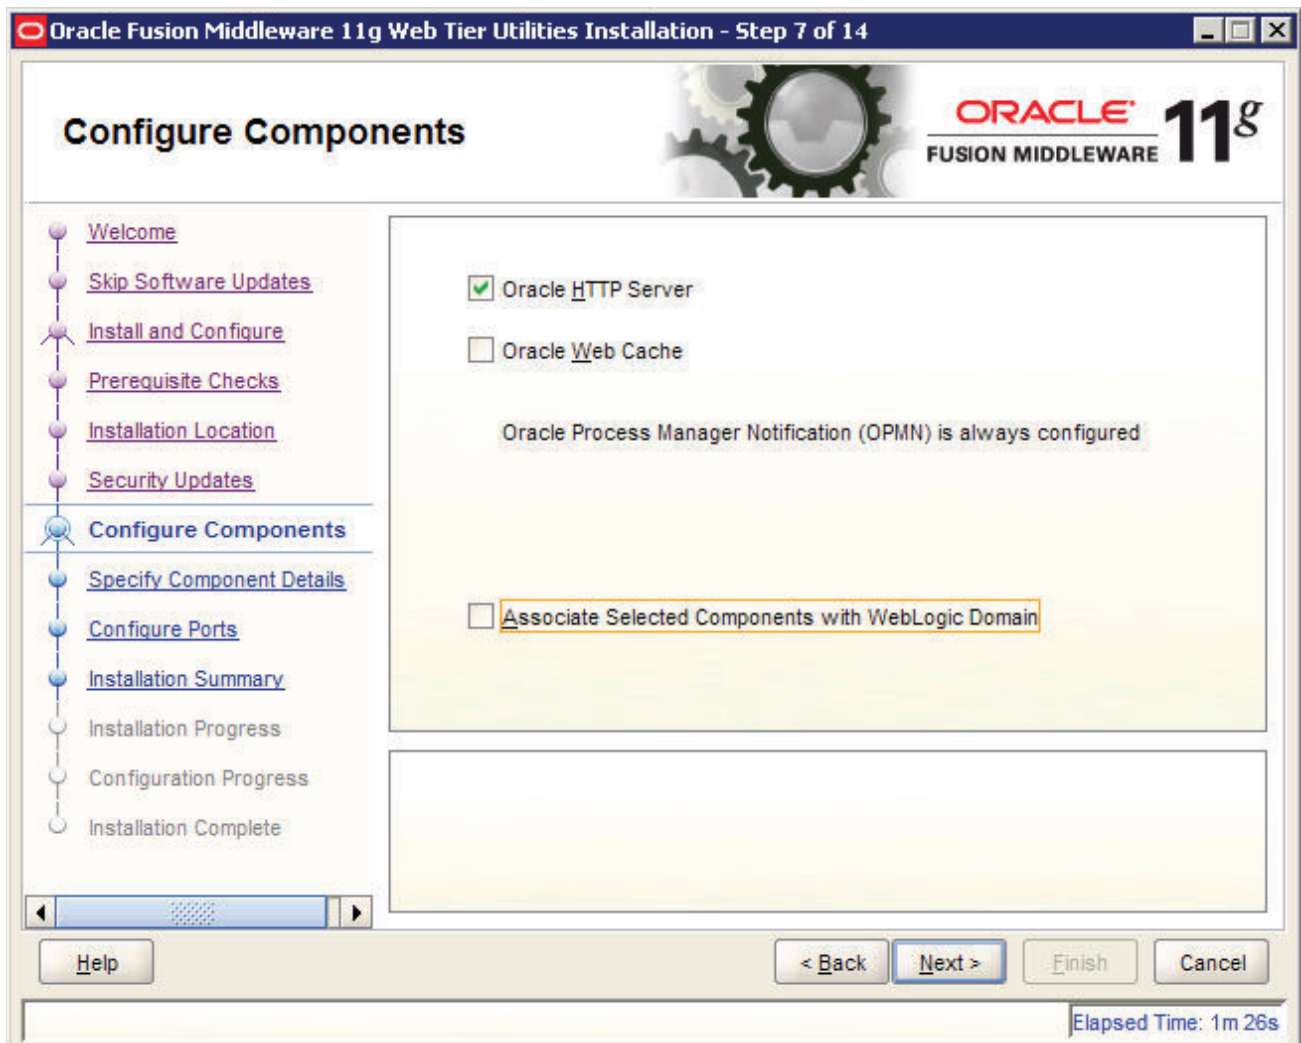 Oracle Fusion Middleware 11g Web Tier Utilities Installation - Step 7 of 14
Configure Components
ORACLE
FUSION MIDDLEWARE
11g
Welcome
Skip Software Updates
Install and Configure
Prerequisite Checks
Installation Location
Security Updates
Configure Components
Specify Component Details
Configure Ports
Installation Summary
Installation Progress
Configuration Progress
Installation Complete
Oracle HTTP Server
Oracle Web Cache
Oracle Process Manager Notification (OPMN) is always configured
Associate Selected Components with WebLogic Domain
Help
< Back
Next >
Finish
Cancel
Elapsed Time: 1m 26s